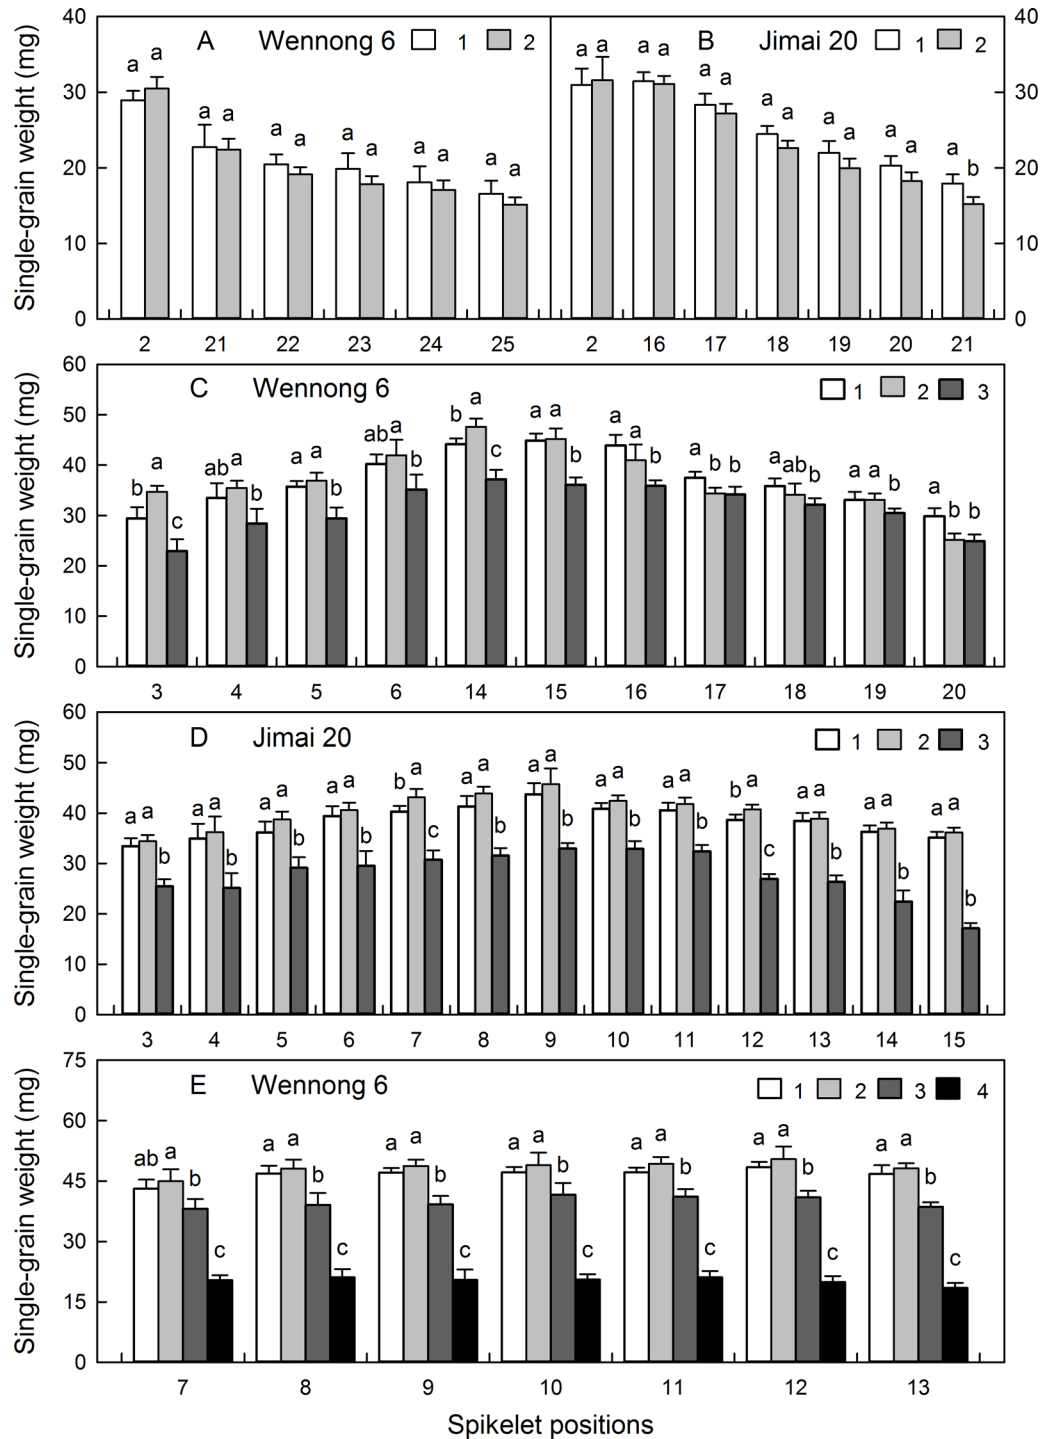 A Wennong 6 1 2
B Jimai 20 1 2
Single-grain weight (mg)
40
30
20
10
0
a a a a a a a a a a a a
a a a a a a a a a a a a a b
40
30
20
10
0
2 21 22 23 24 25
2 16 17 18 19 20 21
C Wennong 6 1 2 3
Single-grain weight (mg)
60
50
40
30
20
10
0
b a c ab a b a a b ab a b b a c a a b a a b a b b a ab b a a b a b b
3 4 5 6 14 15 16 17 18 19 20
D Jimai 20 1 2 3
Single-grain weight (mg)
60
50
40
30
20
10
0
a a b a a b a a b a a b b a c a a b a a b a a b a a b b a c a a b a a b a a b
3 4 5 6 7 8 9 10 11 12 13 14 15
E Wennong 6 1 2 3 4
Single-grain weight (mg)
75
60
45
30
15
0
ab a b c a a b c a a b c a a b c a a b c a a b c a a b c
7 8 9 10 11 12 13
Spikelet positions